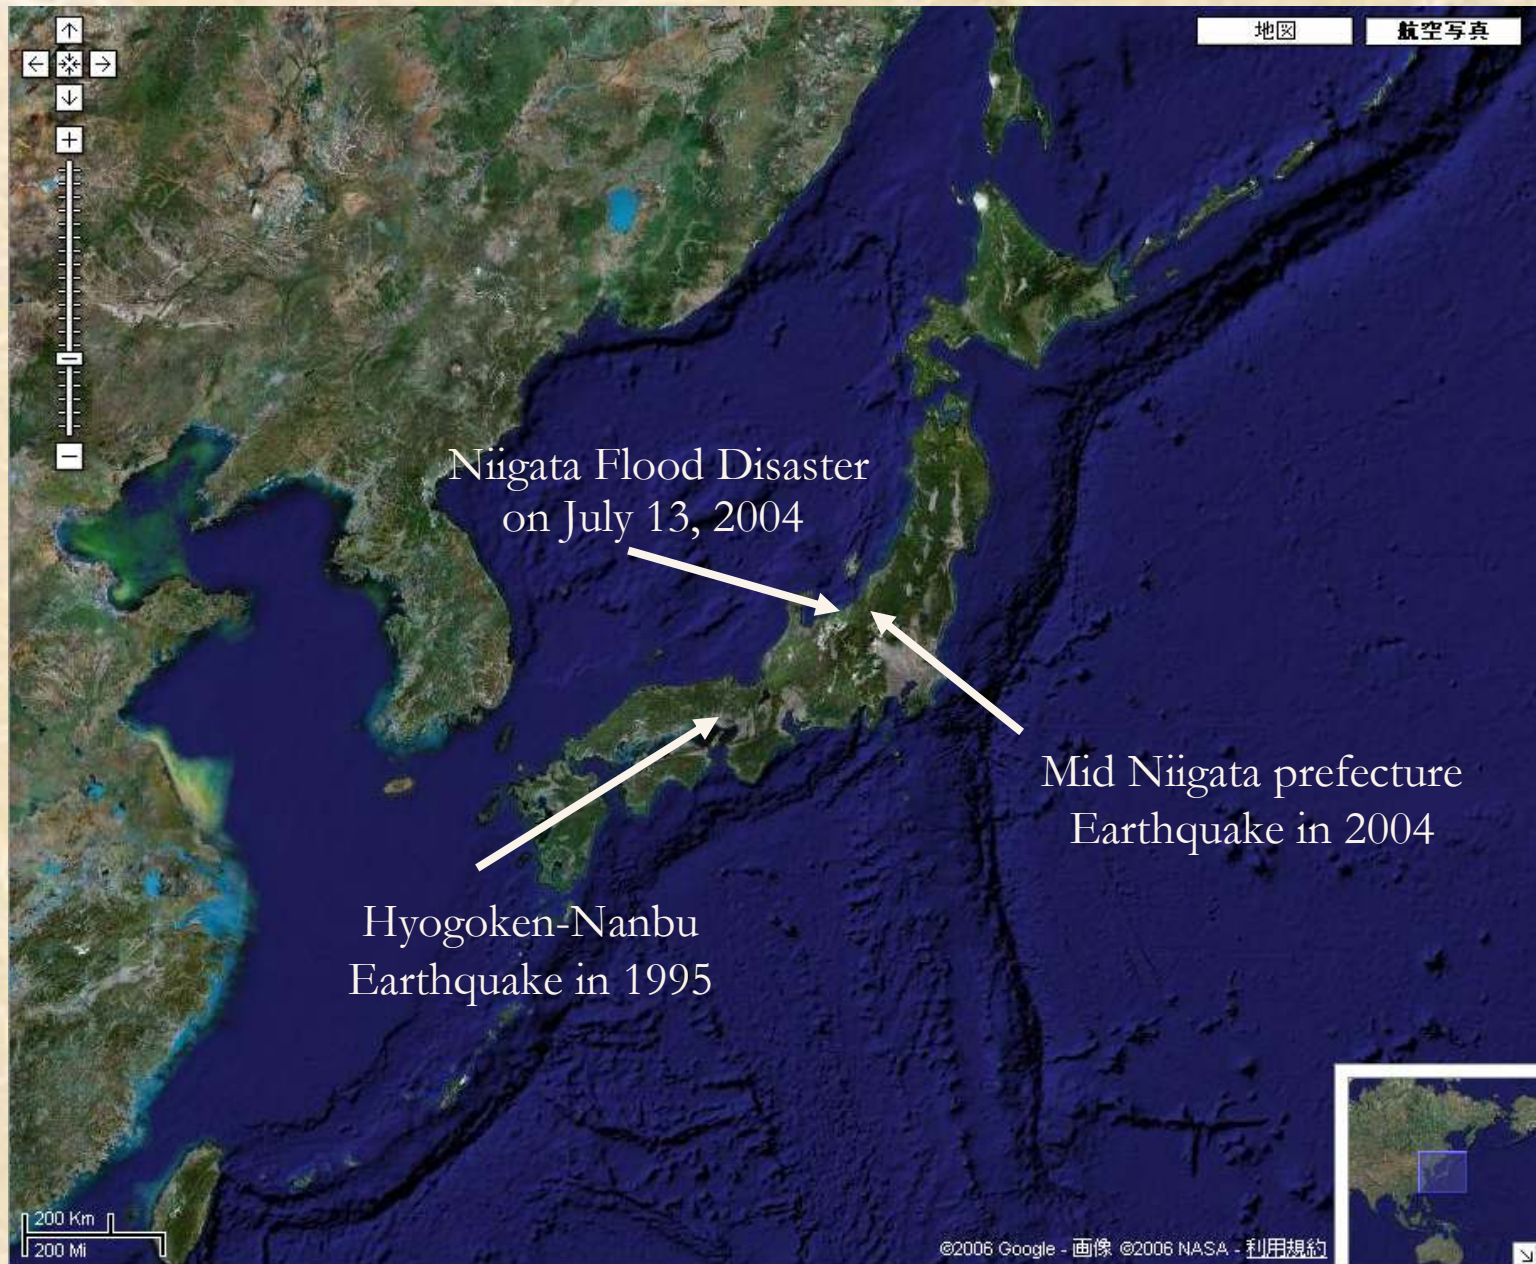 地図
航空写真
Niigata Flood Disaster
on July 13, 2004
Mid Niigata prefecture
Earthquake in 2004
Hyogoken-Nanbu
Earthquake in 1995
200 Km
200 Mi
©2006 Google - 画像 ©2006 NASA - 利用規約